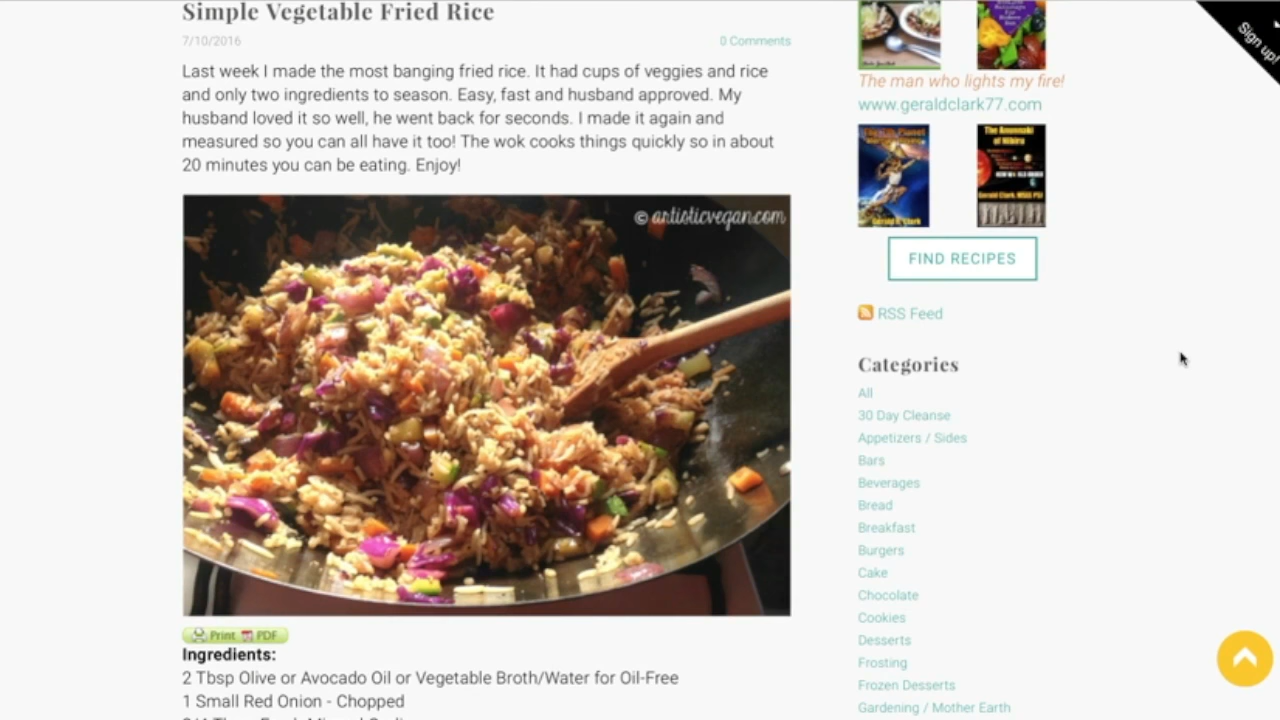 Simple Vegetable Fried Rice
7/10/2016
0 Comments
Last week I made the most banging fried rice. It had cups of veggies and rice
and only two ingredients to season. Easy, fast and husband approved. My
husband loved it so well, he went back for seconds. I made it again and
measured so you can all have it too! The wok cooks things quickly so in about
20 minutes you can be eating. Enjoy!
© artisticvegan.com
Print PDF
Ingredients:
2 Tbsp Olive or Avocado Oil or Vegetable Broth/Water for Oil-Free
1 Small Red Onion - Chopped
Sign up!
The man who lights my fire!
www.geraldclark77.com
The Anunnaki
of Nibiru
FIND RECIPES
RSS Feed
Categories
All
30 Day Cleanse
Appetizers / Sides
Bars
Beverages
Bread
Breakfast
Burgers
Cake
Chocolate
Cookies
Desserts
Frosting
Frozen Desserts
Gardening / Mother Earth